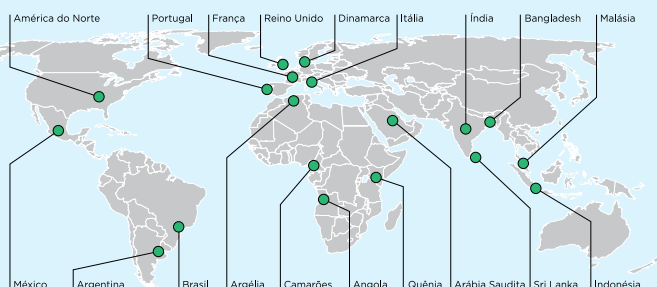 América do Norte
Portugal
França
Reino Unido
Dinamarca
Itália
Índia
Bangladesh
Malásia
México
Argentina
Brasil
Argélia
Camarões
Angola
Quênia
Arábia Saudita
Sri Lanka
Indonésia